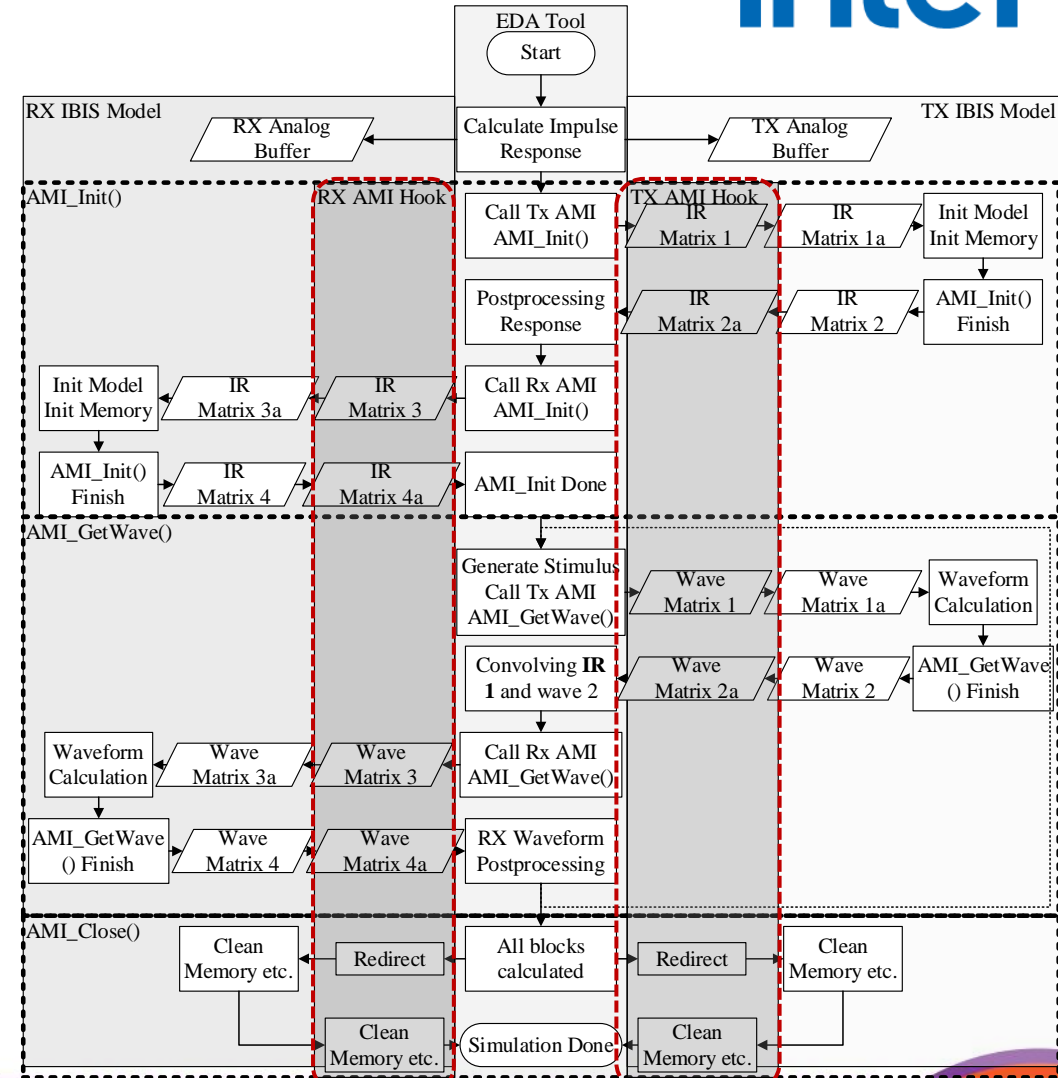 intel
EDA Tool
Start
RX IBIS Model
TX IBIS Model
RX Analog
Buffer
Calculate Impulse
Response
TX Analog
Buffer
AMI_Init()
RX AMI Hook
TX AMI Hook
Call Tx AMI
AMI_Init()
IR
Matrix 1
IR
Matrix 1a
Init Model
Init Memory
Postprocessing
Response
IR
Matrix 2a
IR
Matrix 2
AMI_Init()
Finish
Init Model
Init Memory
IR
Matrix 3a
IR
Matrix 3
Call Rx AMI
AMI_Init()
AMI_Init()
Finish
IR
Matrix 4
IR
Matrix 4a
AMI_Init Done
AMI_GetWave()
Generate Stimulus
Call Tx AMI
AMI_GetWave()
Wave
Matrix 1
Wave
Matrix 1a
Waveform
Calculation
Convolving IR
1 and wave 2
Wave
Matrix 2a
Wave
Matrix 2
AMI_GetWave
() Finish
Waveform
Calculation
Wave
Matrix 3a
Wave
Matrix 3
Call Rx AMI
AMI_GetWave()
AMI_GetWave
() Finish
Wave
Matrix 4
Wave
Matrix 4a
RX Waveform
Postprocessing
AMI_Close()
Clean
Memory etc.
Redirect
All blocks
calculated
Redirect
Clean
Memory etc.
Clean
Memory etc.
Simulation Done
Clean
Memory etc.